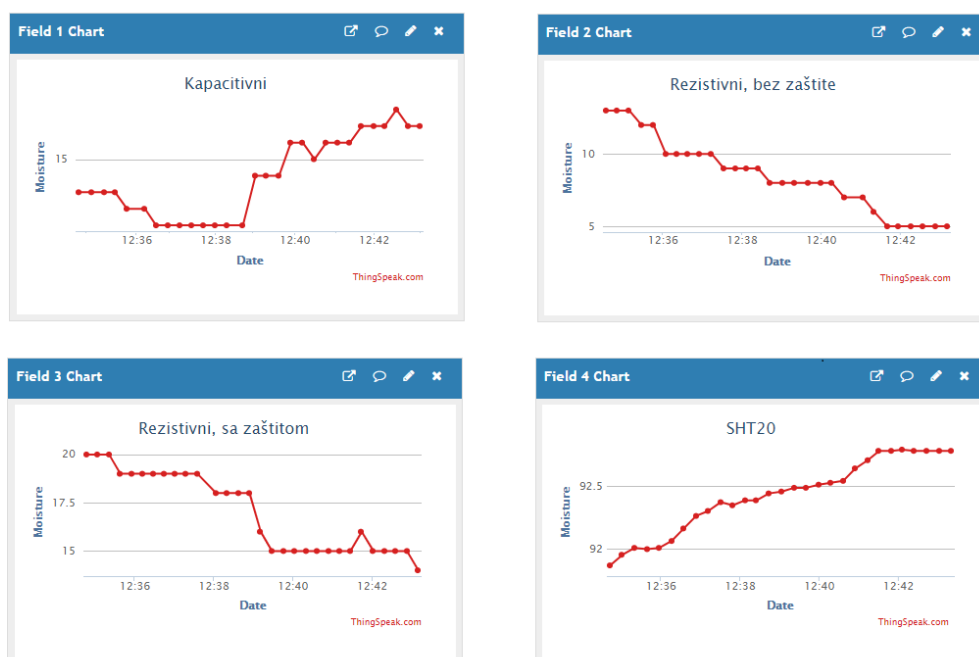 Field 1 Chart
Kapacitivni
Moisture
15
12:36 12:38 12:40 12:42
Date
ThingSpeak.com
Field 2 Chart
Rezistivni, bez zaštite
Moisture
10
5
12:36 12:38 12:40 12:42
Date
ThingSpeak.com
Field 3 Chart
Rezistivni, sa zaštitom
Moisture
20
17.5
15
12:36 12:38 12:40 12:42
Date
ThingSpeak.com
Field 4 Chart
SHT20
Moisture
92.5
92
12:36 12:38 12:40 12:42
Date
ThingSpeak.com